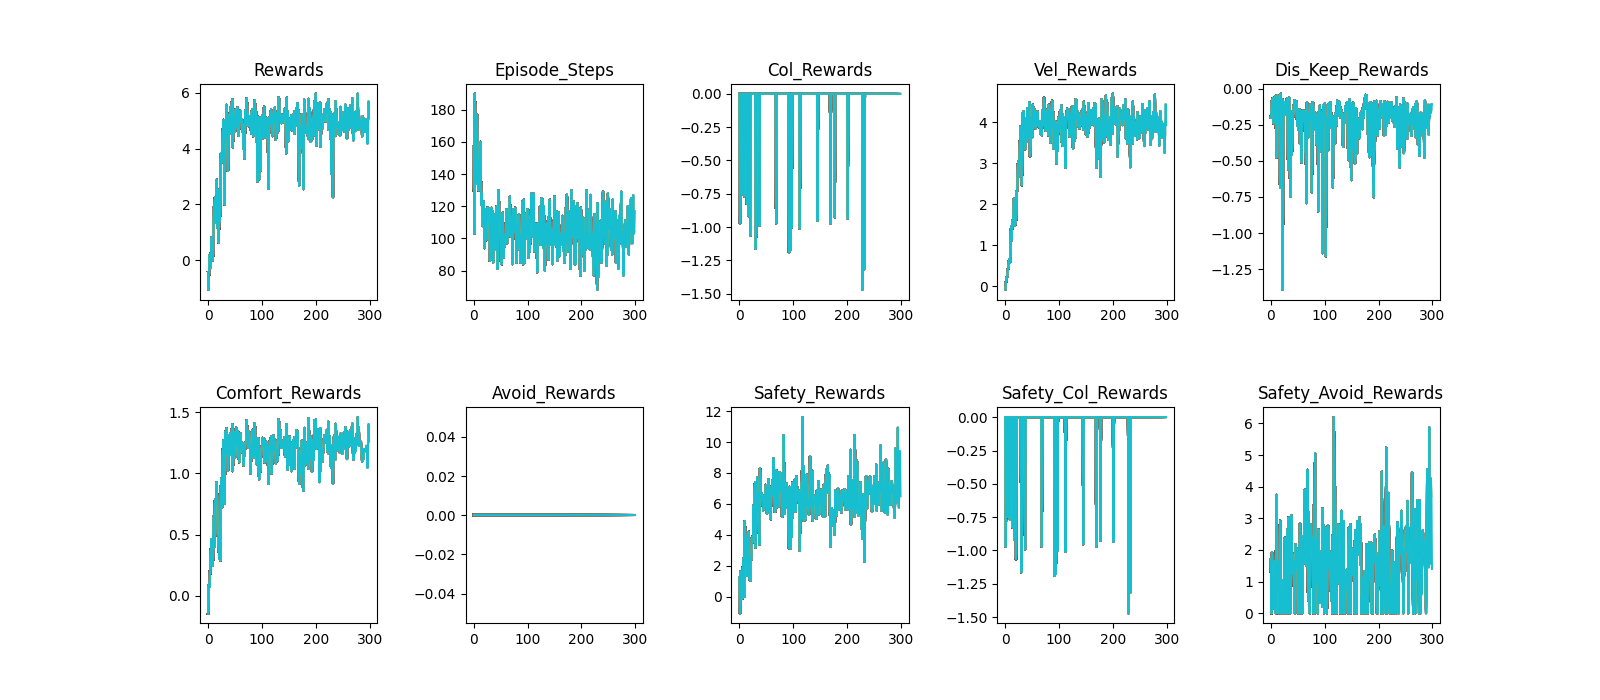 Rewards
6
4
2
0
0 100 200 300
Episode_Steps
180
160
140
120
100
80
0 100 200 300
Col_Rewards
0.00
−0.25
−0.50
−0.75
−1.00
−1.25
−1.50
0 100 200 300
Vel_Rewards
4
3
2
1
0
0 100 200 300
Dis_Keep_Rewards
0.00
−0.25
−0.50
−0.75
−1.00
−1.25
0 100 200 300
Comfort_Rewards
1.5
1.0
0.5
0.0
0 100 200 300
Avoid_Rewards
0.04
0.02
0.00
−0.02
−0.04
0 100 200 300
Safety_Rewards
12
10
8
6
4
2
0
0 100 200 300
Safety_Col_Rewards
0.00
−0.25
−0.50
−0.75
−1.00
−1.25
−1.50
0 100 200 300
Safety_Avoid_Rewards
6
5
4
3
2
1
0
0 100 200 300